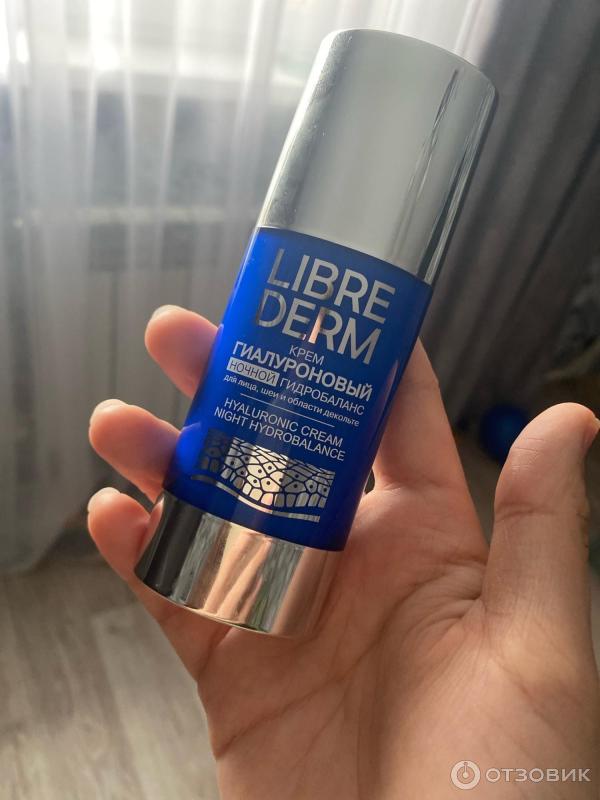 LIBRE
DERM
КРЕМ
ГИАЛУРОНОВЫЙ
НОЧНОЙ ГИДРОБАЛАНС
для лица, шеи и области декольте
HYALURONIC CREAM
NIGHT HYDROBALANCE
ОТЗОВИК